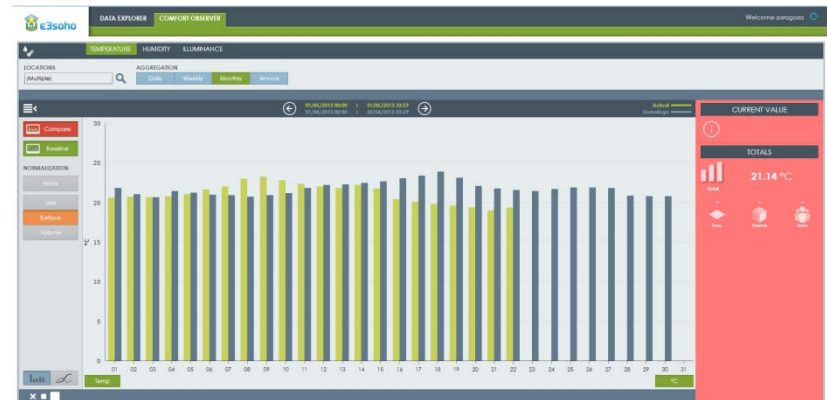 e3soho
DATA EXPLORER COMFORT OBSERVER
Welcome zaragoza
TEMPERATURE HUMIDITY ILLUMINANCE
LOCATIONS AGGREGATION
(Multiple) Daily Weekly Monthly Annual
Actual
CURRENT VALUE
Compare
Baseline
NORMALIZATION
None
User
Surface
Volume
TOTALS
Total
21.14 ºC
- - -
Area Volume Users
30
25
20
ºC
15
10
5
0
01 02 03 04 05 06 07 08 09 10 11 12 13 14 15 16 17 18 19 20 21 22 23 24 25 26 27 28 29 30 31
Temp ºC